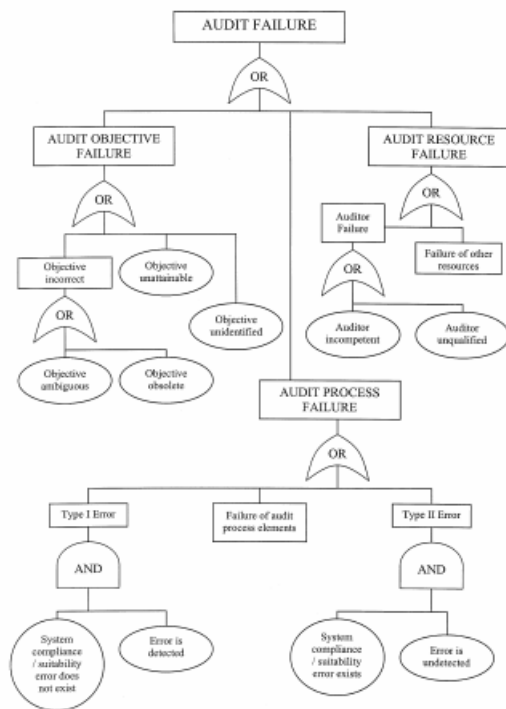 AUDIT FAILURE
OR
AUDIT OBJECTIVE
FAILURE
AUDIT RESOURCE
FAILURE
OR
OR
Auditor
Failure
Failure of other
resources
Objective
incorrect
Objective
unattainable
Objective
unidentified
OR
OR
Auditor
incompetent
Auditor
unqualified
Objective
ambiguous
Objective
obsolete
AUDIT PROCESS
FAILURE
OR
Type I Error
Failure of audit
process elements
Type II Error
AND
AND
System
compliance
/ suitability
error does
not exist
Error is
detected
System
compliance
/ suitability
error exists
Error is
undetected